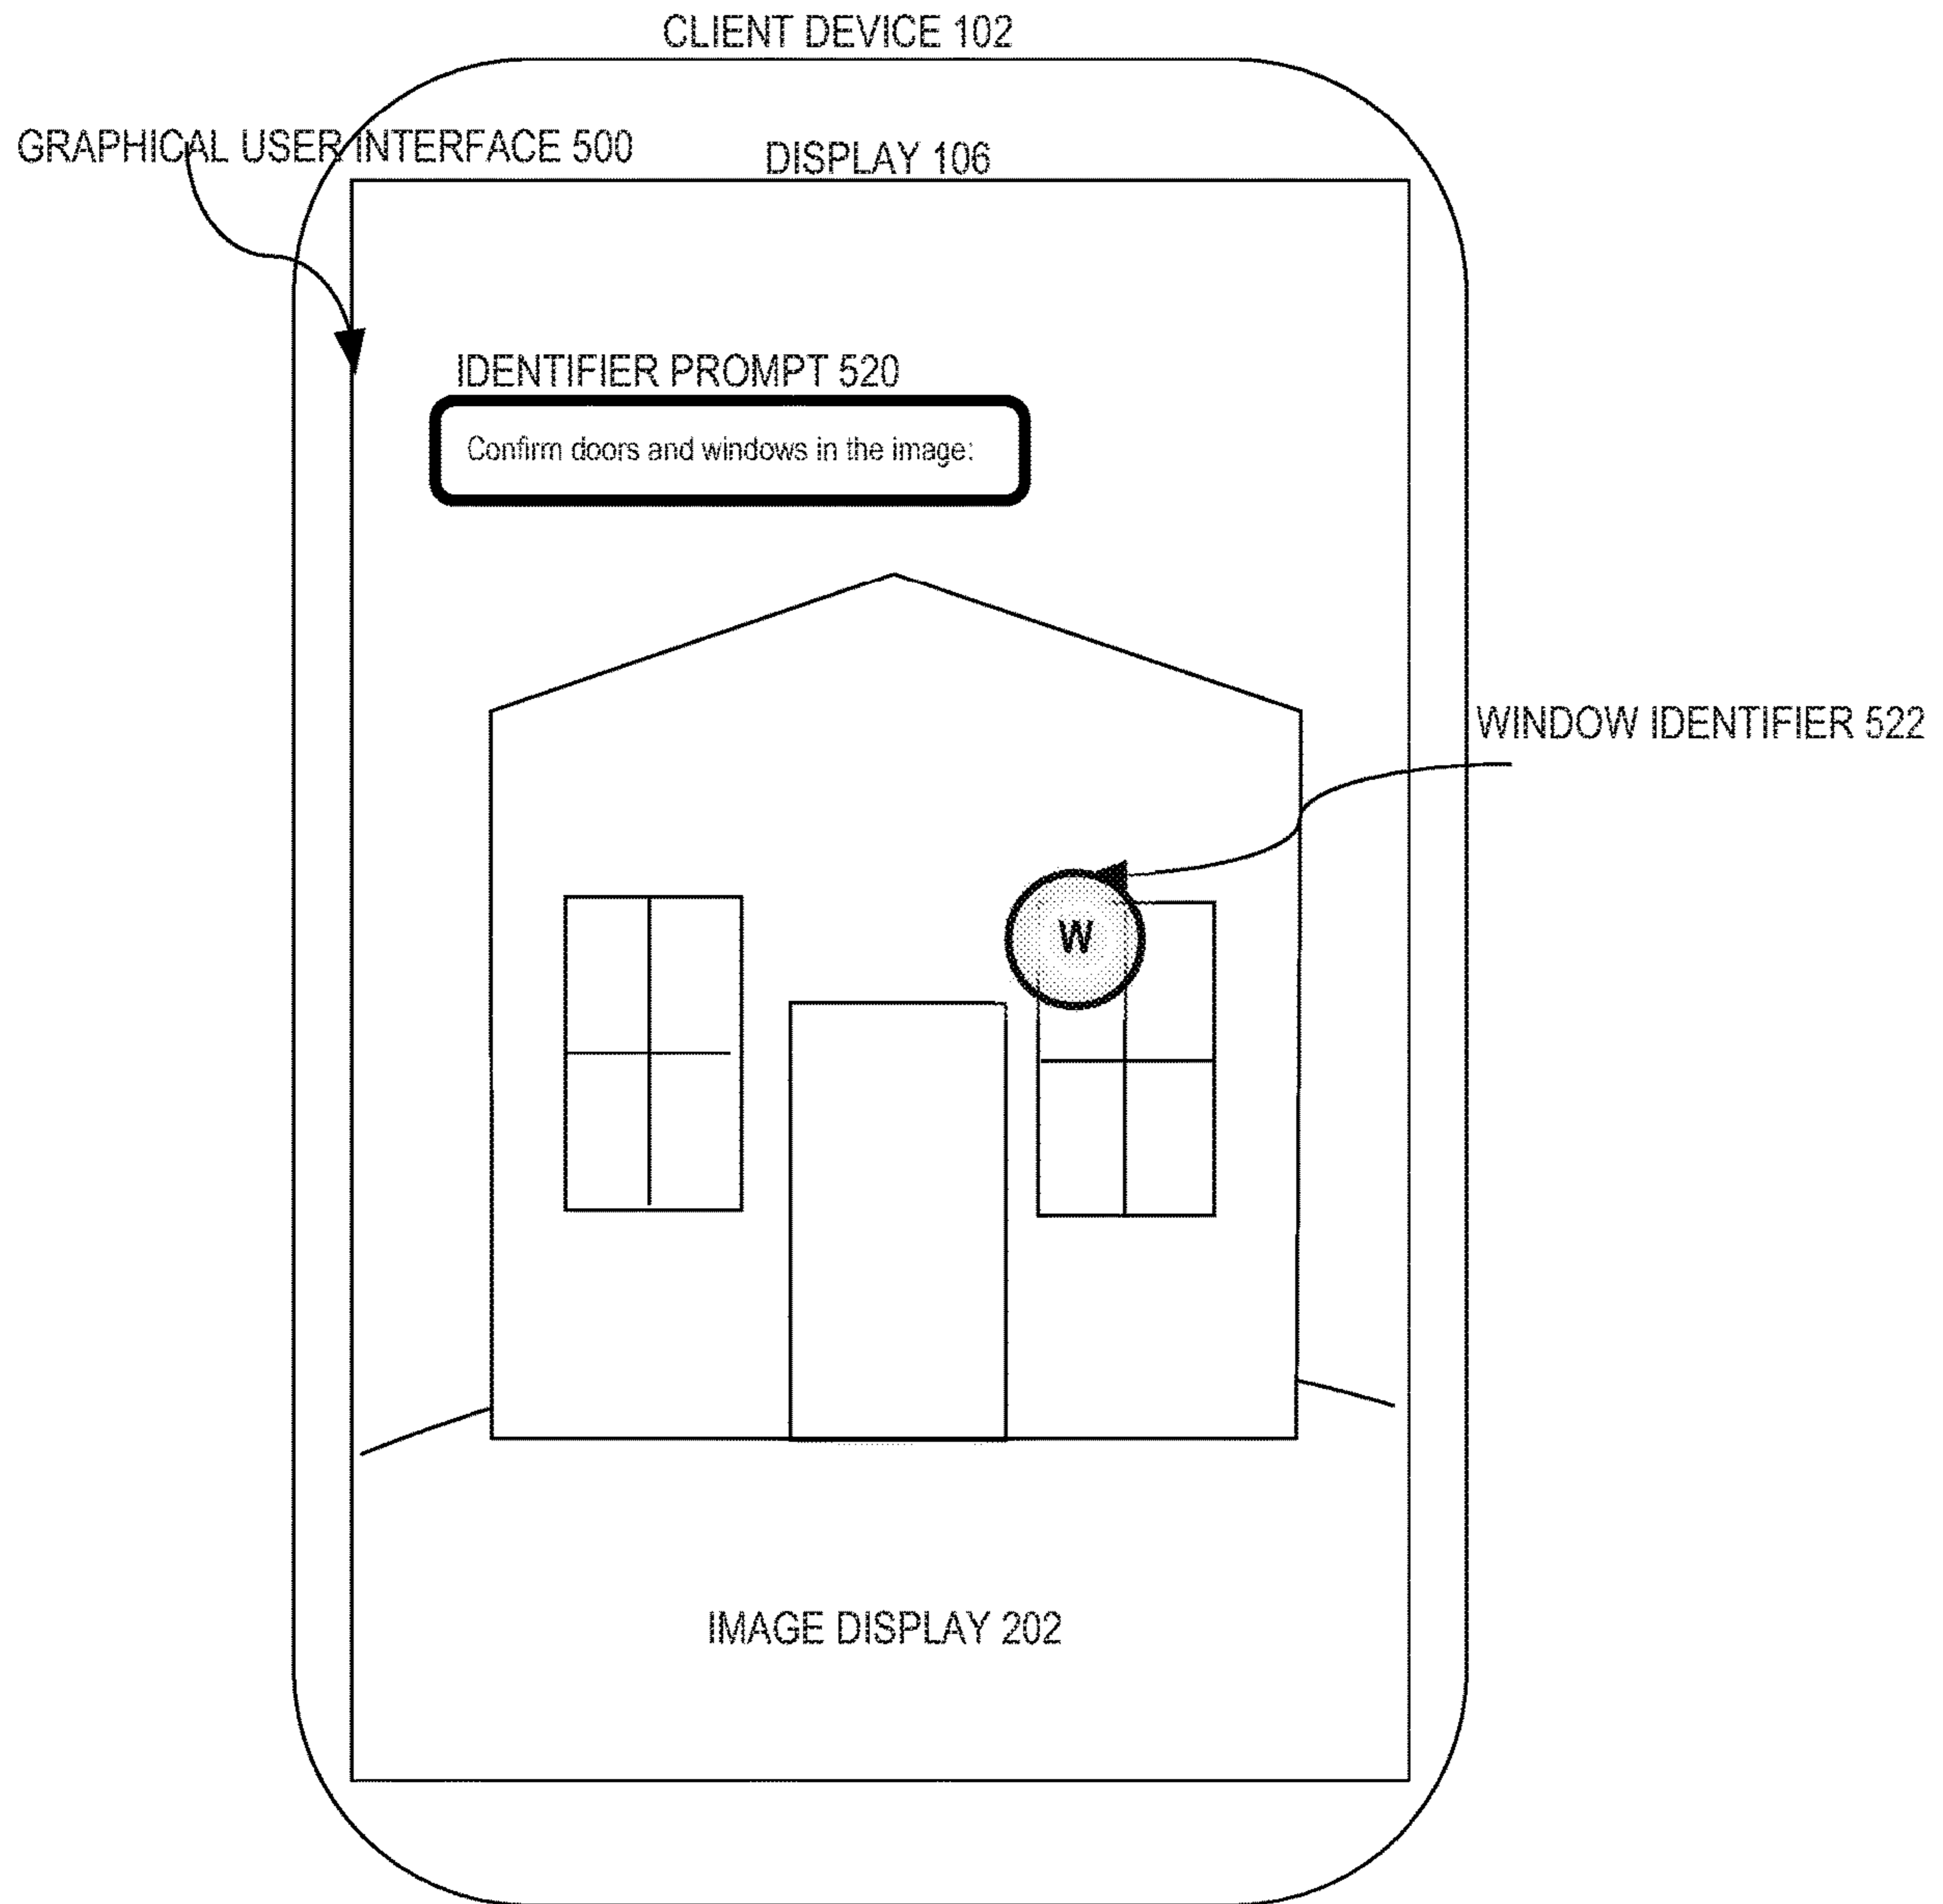 CLIENT DEVICE 102
GRAPHICAL USER INTERFACE 500
DISPLAY 106
IDENTIFIER PROMPT 520
Confirm doors and windows in the image:
WINDOW IDENTIFIER 522
W
IMAGE DISPLAY 202